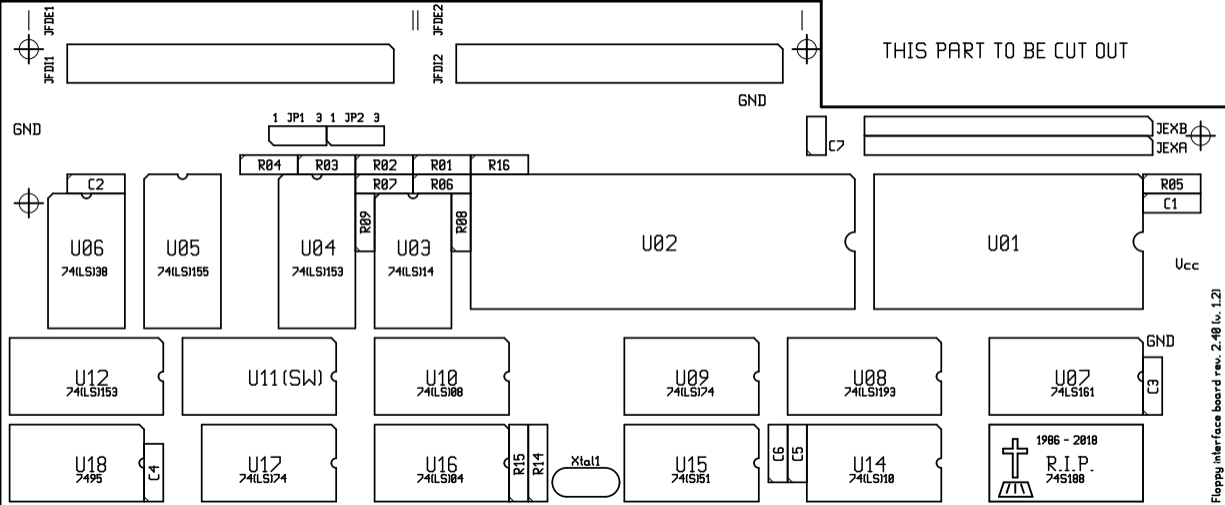 JFDE1
JFDE2
THIS PART TO BE CUT OUT
JFDI1
JFDI2
GND
GND
1 JP1 3 1 JP2 3
C7
JEXB
JEXA
R04 R03 R02 R01 R16
C2
R07 R06
R05
C1
R09
R08
U06
74(LS)38
U05
74(LS)155
U04
74(LS)153
U03
74(LS)14
U02
U01
Vcc
GND
U12
74(LS)153
U11(SW)
U10
74(LS)08
U09
74(LS)74
U08
74(LS)193
U07
74LS161
C3
U18
7495
C4
U17
74(LS)74
U16
74(LS)04
R15
R14
Xtal1
U15
74(S)51
C6
C5
U14
74(LS)10
1986 - 2018
R.I.P.
74S188
Floppy interface board rev. 2.40 (v. 1.2)